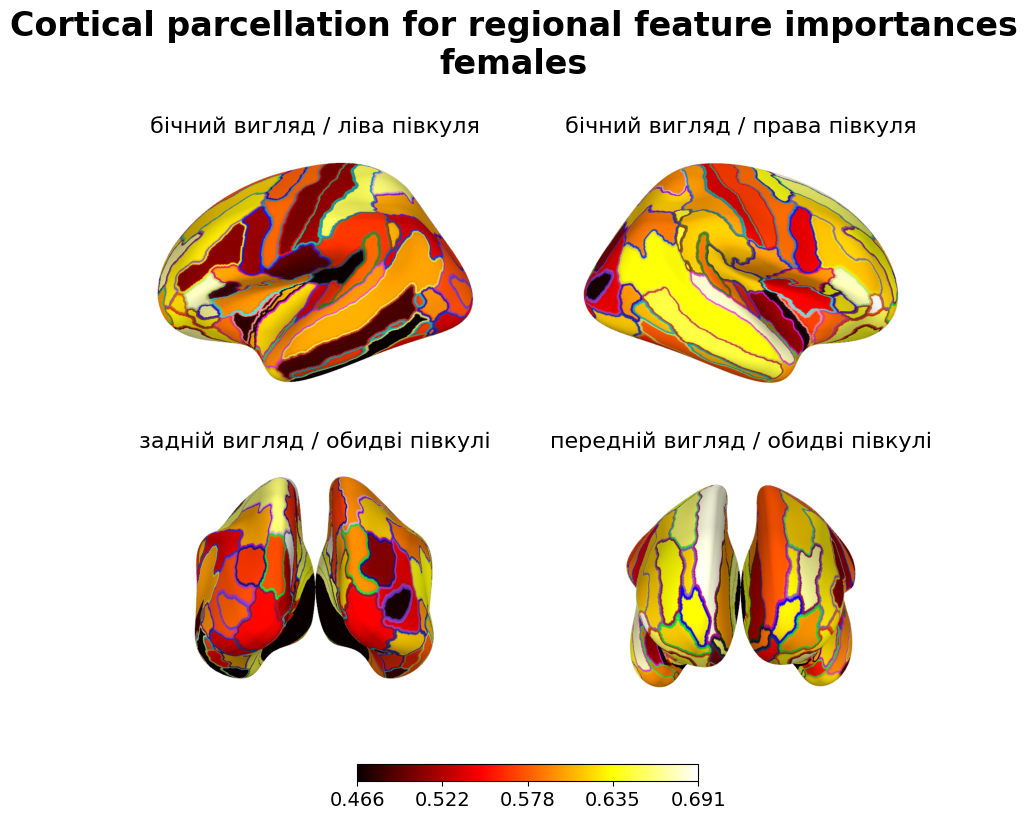 Cortical parcellation for regional feature importances
females
бічний вигляд / ліва півкуля
бічний вигляд / права півкуля
задній вигляд / обидві півкулі
передній вигляд / обидві півкулі
0.466 0.522 0.578 0.635 0.691